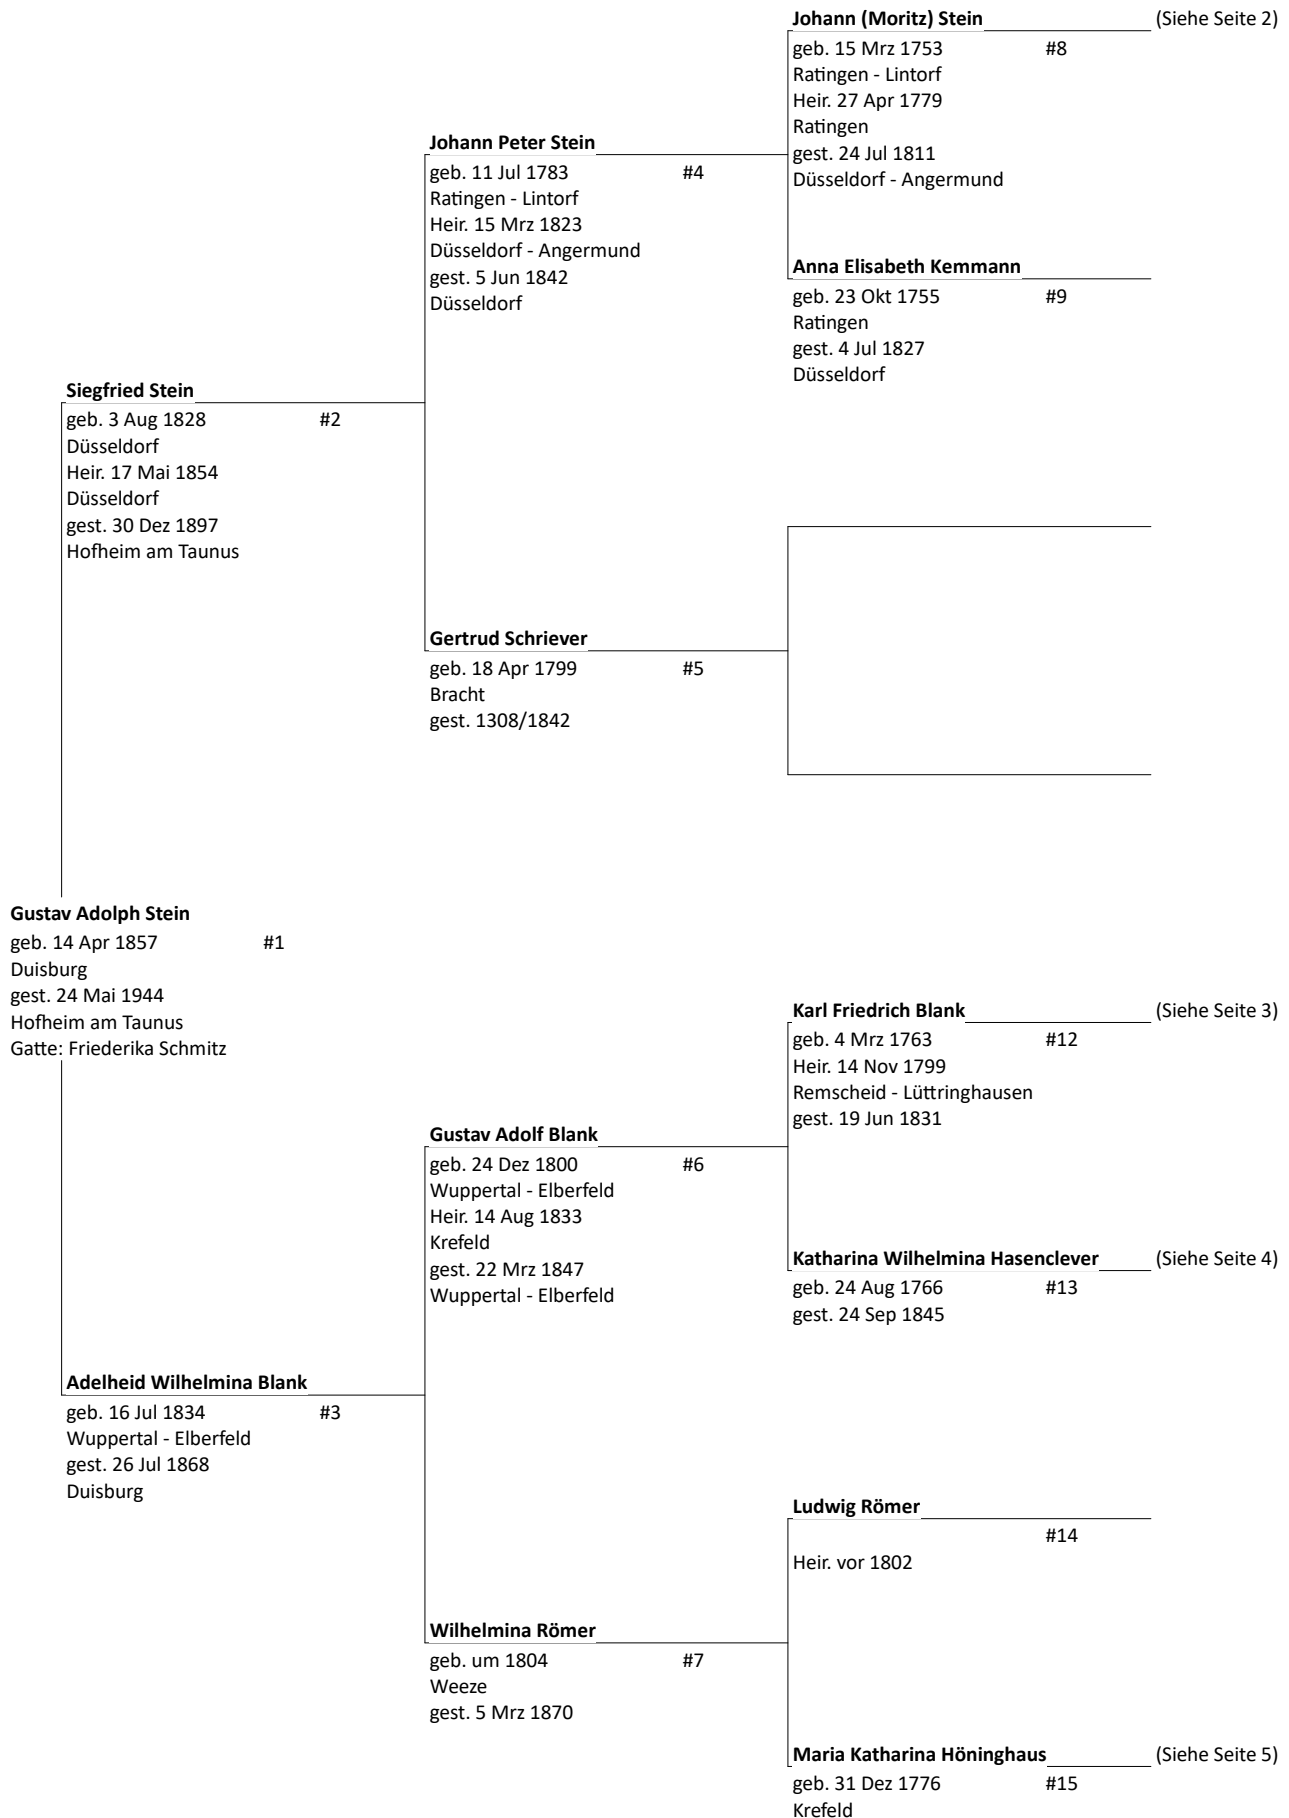 Johann (Moritz) Stein (Siehe Seite 2)
geb. 15 Mrz 1753 #8
Ratingen - Lintorf
Heir. 27 Apr 1779
Ratingen
gest. 24 Jul 1811
Düsseldorf - Angermund
Johann Peter Stein
geb. 11 Jul 1783 #4
Ratingen - Lintorf
Heir. 15 Mrz 1823
Düsseldorf - Angermund
gest. 5 Jun 1842
Düsseldorf
Anna Elisabeth Kemmann
geb. 23 Okt 1755 #9
Ratingen
gest. 4 Jul 1827
Düsseldorf
Siegfried Stein
geb. 3 Aug 1828 #2
Düsseldorf
Heir. 17 Mai 1854
Düsseldorf
gest. 30 Dez 1897
Hofheim am Taunus
Gertrud Schriever
geb. 18 Apr 1799 #5
Bracht
gest. 1308/1842
Gustav Adolph Stein
geb. 14 Apr 1857 #1
Duisburg
gest. 24 Mai 1944
Hofheim am Taunus
Gatte: Friederika Schmitz
Karl Friedrich Blank (Siehe Seite 3)
geb. 4 Mrz 1763 #12
Heir. 14 Nov 1799
Remscheid - Lüttringhausen
gest. 19 Jun 1831
Gustav Adolf Blank
geb. 24 Dez 1800 #6
Wuppertal - Elberfeld
Heir. 14 Aug 1833
Krefeld
gest. 22 Mrz 1847
Wuppertal - Elberfeld
Katharina Wilhelmina Hasenclever (Siehe Seite 4)
geb. 24 Aug 1766 #13
gest. 24 Sep 1845
Adelheid Wilhelmina Blank
geb. 16 Jul 1834 #3
Wuppertal - Elberfeld
gest. 26 Jul 1868
Duisburg
Ludwig Römer
#14
Heir. vor 1802
Wilhelmina Römer
geb. um 1804 #7
Weeze
gest. 5 Mrz 1870
Maria Katharina Höninghaus (Siehe Seite 5)
geb. 31 Dez 1776 #15
Krefeld